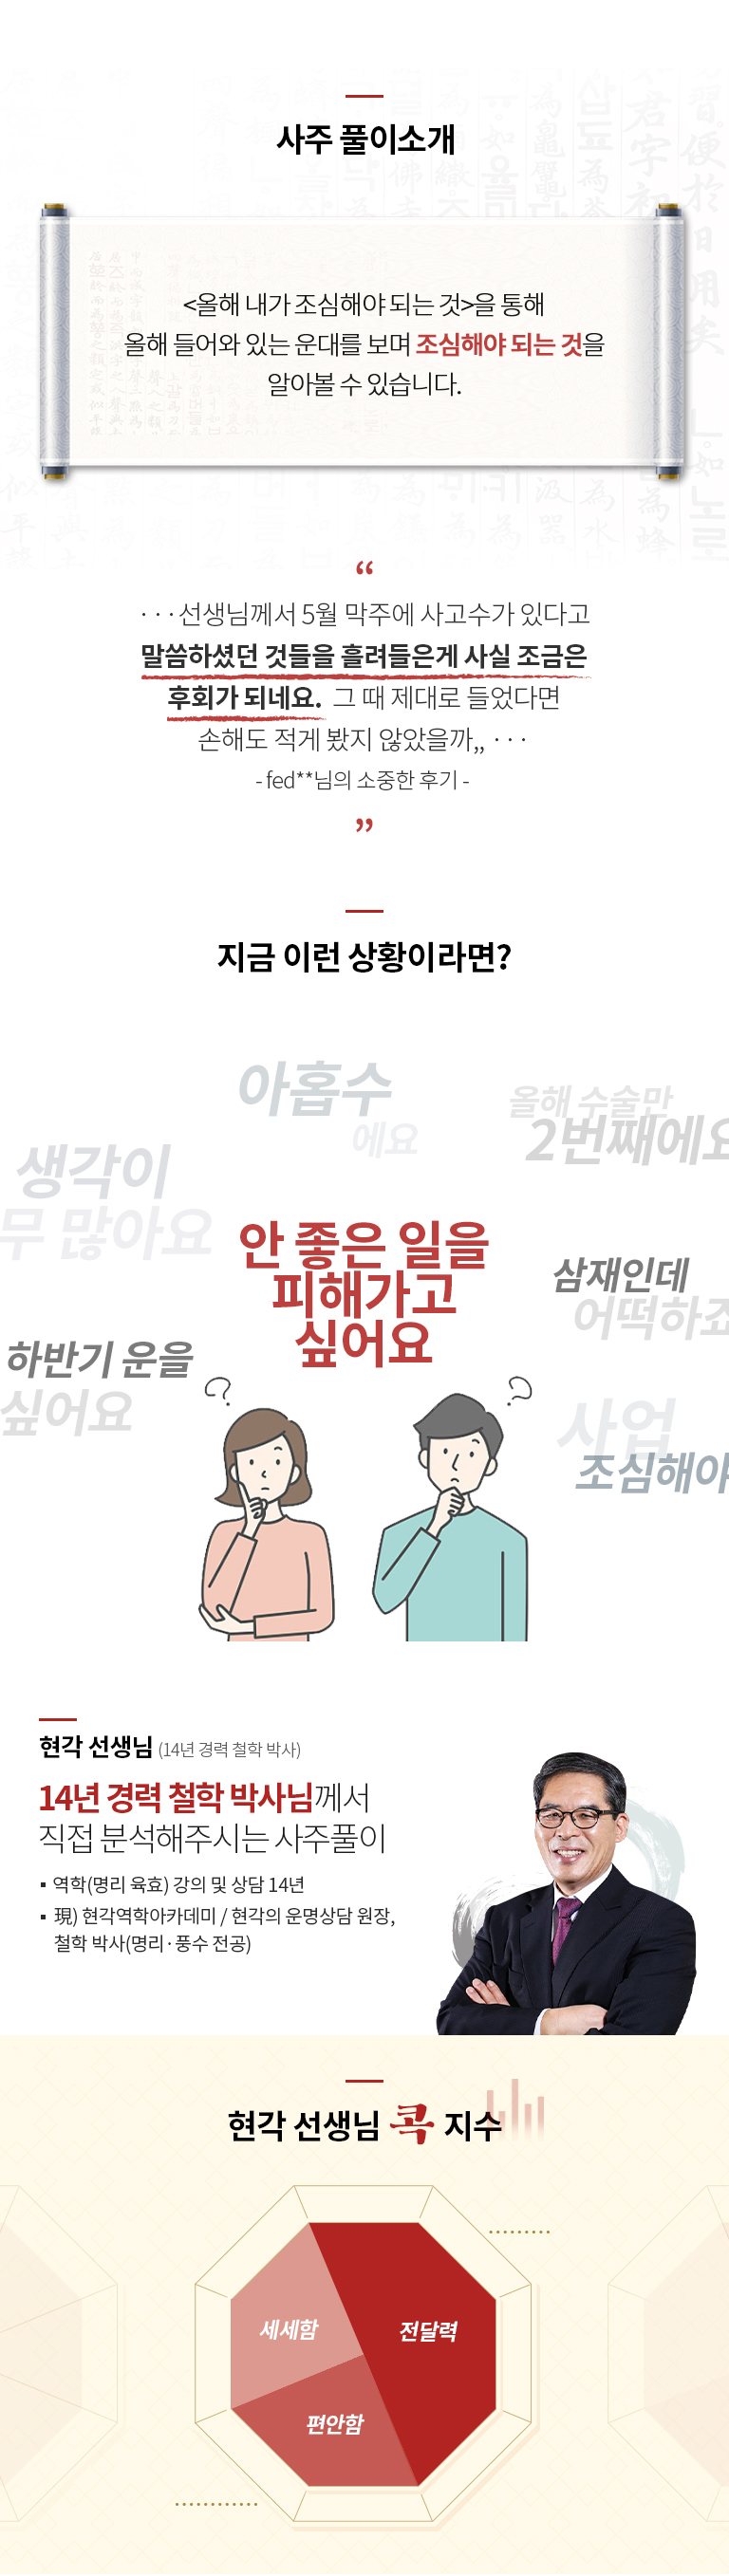 사주 풀이소개
<올해 내가 조심해야 되는 것>을 통해
올해 들어와 있는 운대를 보며 조심해야 되는 것을
알아볼 수 있습니다.
“
···선생님께서 5월 막주에 사고수가 있다고
말씀하셨던 것들을 흘려들은게 사실 조금은
후회가 되네요. 그 때 제대로 들었다면
손해도 적게 봤지 않았을까,, ···
- fed**님의 소중한 후기 -
”
지금 이런 상황이라면?
아홉수
에요
올해 수술만
2번째에요
생각이
무 많아요
안 좋은 일을
피해가고
싶어요
삼재인데
어떡하죠
하반기 운을
싶어요
사업
조심해야
현각 선생님 (14년 경력 철학 박사)
14년 경력 철학 박사님께서
직접 분석해주시는 사주풀이
▪ 역학(명리 육효) 강의 및 상담 14년
▪ 現) 현각역학아카데미 / 현각의 운명상담 원장,
철학 박사(명리·풍수 전공)
현각 선생님 콕 지수
세세함
전달력
편안함